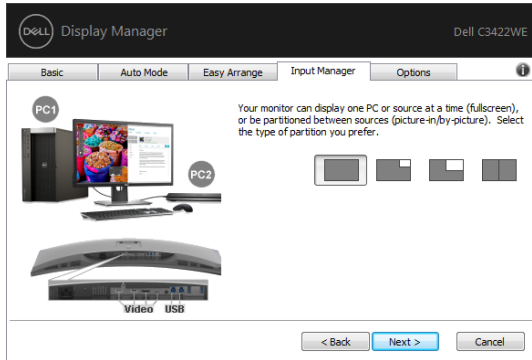 DELL Display Manager
Dell C3422WE
Basic
Auto Mode
Easy Arrange
Input Manager
Options
PC1
PC2
Video
USB
Your monitor can display one PC or source at a time (fullscreen),
or be partitioned between sources (picture-in/by-picture). Select
the type of partition you prefer.
< Back
Next >
Cancel